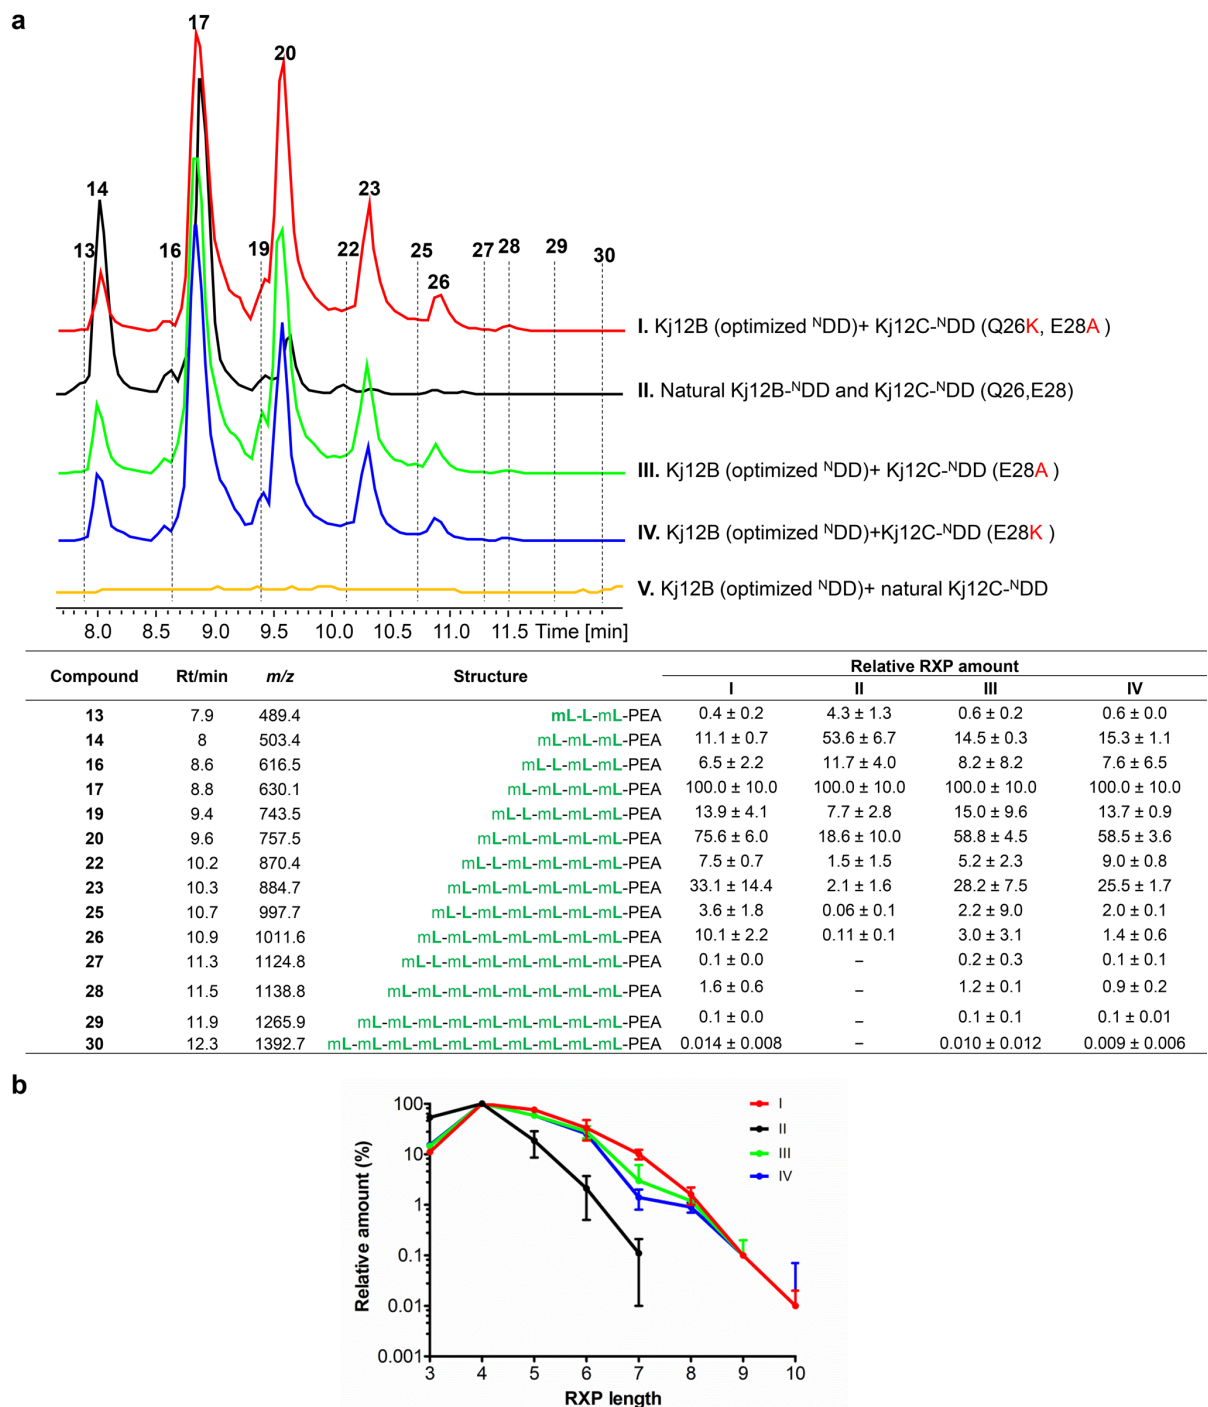 a
17
20
14
23
13
16
19
22
25
27
28
29
30
26
I. Kj12B (optimized ᴺDD)+ Kj12C-ᴺDD (Q26K, E28A )
II. Natural Kj12B-ᴺDD and Kj12C-ᴺDD (Q26,E28)
III. Kj12B (optimized ᴺDD)+ Kj12C-ᴺDD (E28A )
IV. Kj12B (optimized ᴺDD)+Kj12C-ᴺDD (E28K )
V. Kj12B (optimized ᴺDD)+ natural Kj12C-ᴺDD
8.0 8.5 9.0 9.5 10.0 10.5 11.0 11.5 Time [min]
Compound Rt/min m/z Structure Relative RXP amount
I II III IV
13 7.9 489.4 mL-L-mL-PEA 0.4 ± 0.2 4.3 ± 1.3 0.6 ± 0.2 0.6 ± 0.0
14 8 503.4 mL-mL-mL-PEA 11.1 ± 0.7 53.6 ± 6.7 14.5 ± 0.3 15.3 ± 1.1
16 8.6 616.5 mL-L-mL-mL-PEA 6.5 ± 2.2 11.7 ± 4.0 8.2 ± 8.2 7.6 ± 6.5
17 8.8 630.1 mL-mL-mL-mL-PEA 100.0 ± 10.0 100.0 ± 10.0 100.0 ± 10.0 100.0 ± 10.0
19 9.4 743.5 mL-L-mL-mL-mL-PEA 13.9 ± 4.1 7.7 ± 2.8 15.0 ± 9.6 13.7 ± 0.9
20 9.6 757.5 mL-mL-mL-mL-mL-PEA 75.6 ± 6.0 18.6 ± 10.0 58.8 ± 4.5 58.5 ± 3.6
22 10.2 870.4 mL-L-mL-mL-mL-mL-PEA 7.5 ± 0.7 1.5 ± 1.5 5.2 ± 2.3 9.0 ± 0.8
23 10.3 884.7 mL-mL-mL-mL-mL-mL-PEA 33.1 ± 14.4 2.1 ± 1.6 28.2 ± 7.5 25.5 ± 1.7
25 10.7 997.7 mL-L-mL-mL-mL-mL-mL-PEA 3.6 ± 1.8 0.06 ± 0.1 2.2 ± 9.0 2.0 ± 0.1
26 10.9 1011.6 mL-mL-mL-mL-mL-mL-mL-PEA 10.1 ± 2.2 0.11 ± 0.1 3.0 ± 3.1 1.4 ± 0.6
27 11.3 1124.8 mL-L-mL-mL-mL-mL-mL-mL-PEA 0.1 ± 0.0 – 0.2 ± 0.3 0.1 ± 0.1
28 11.5 1138.8 mL-mL-mL-mL-mL-mL-mL-mL-PEA 1.6 ± 0.6 – 1.2 ± 0.1 0.9 ± 0.2
29 11.9 1265.9 mL-mL-mL-mL-mL-mL-mL-mL-mL-PEA 0.1 ± 0.0 – 0.1 ± 0.1 0.1 ± 0.01
30 12.3 1392.7 mL-mL-mL-mL-mL-mL-mL-mL-mL-mL-PEA 0.014 ± 0.008 – 0.010 ± 0.012 0.009 ± 0.006
b
Relative amount (%)
100
10
1
0.1
0.01
0.001
3 4 5 6 7 8 9 10
RXP length
I
II
III
IV